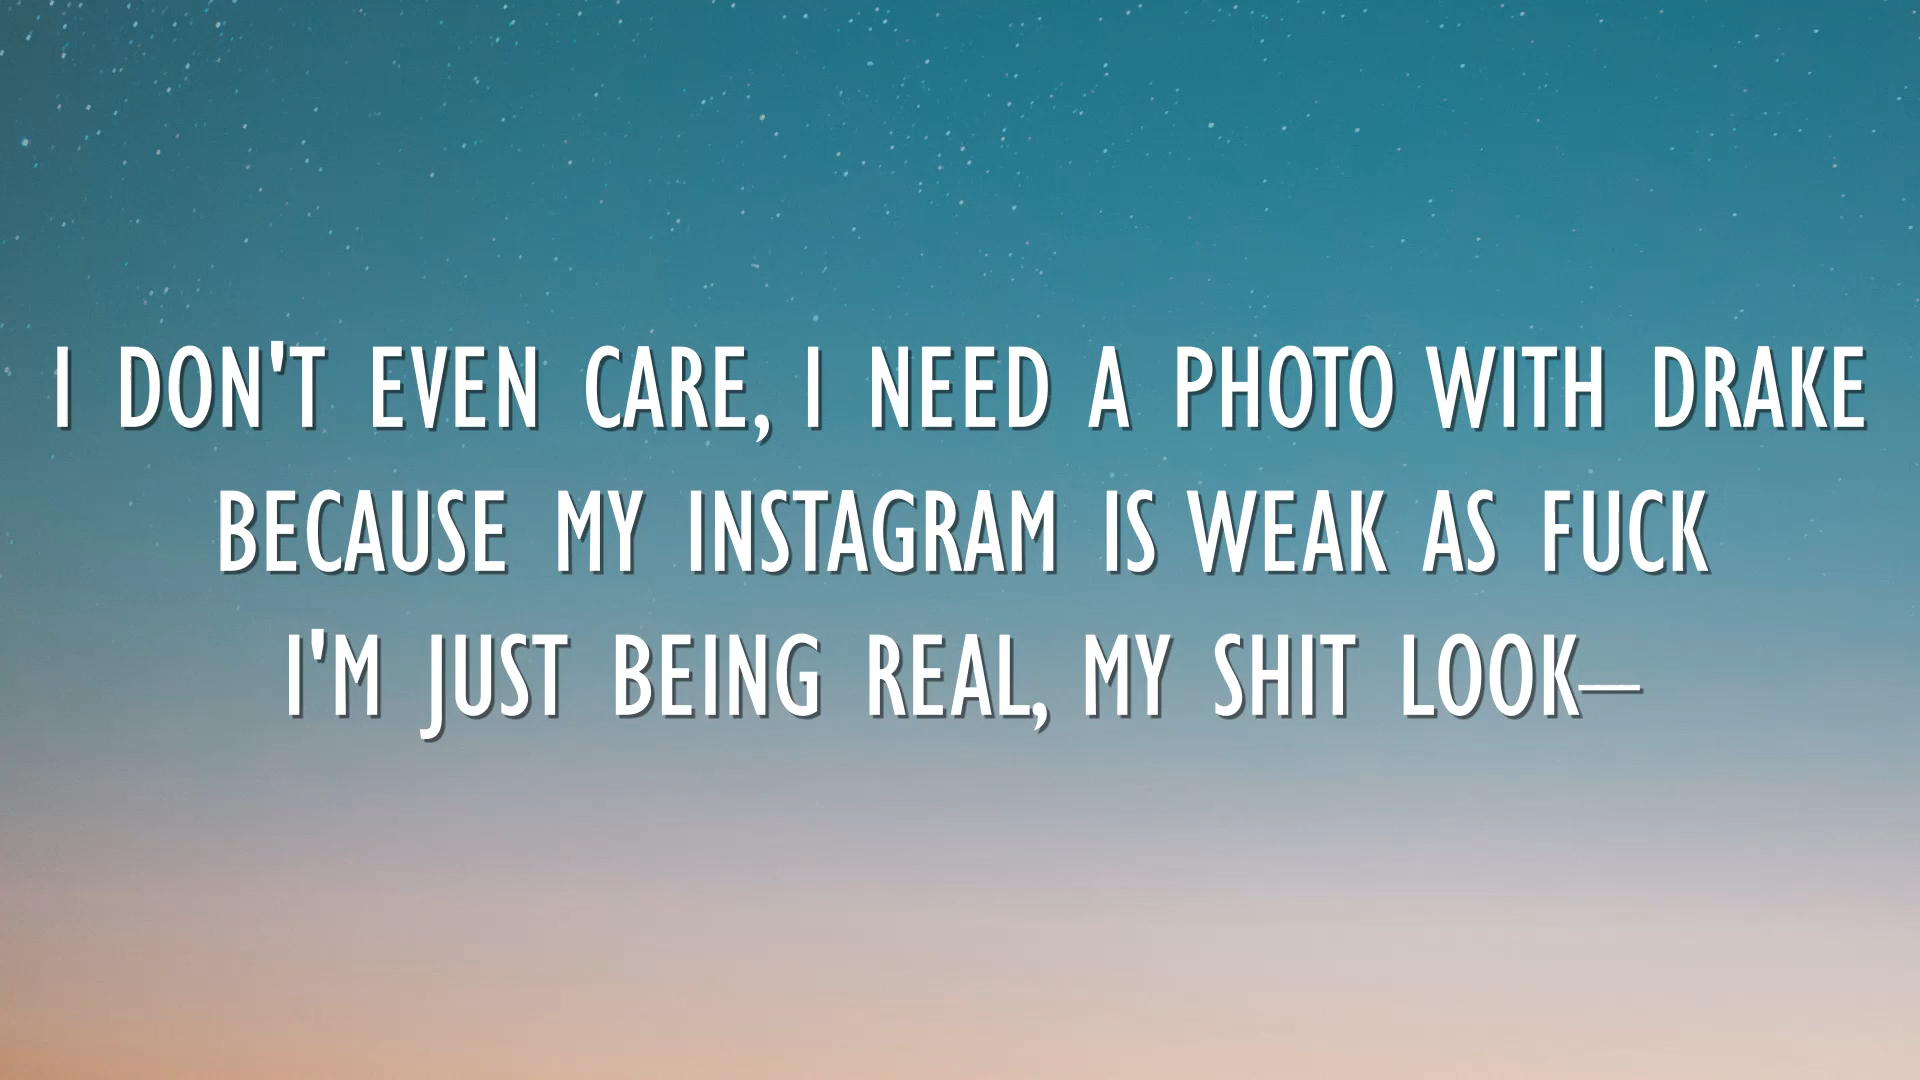 I DON'T EVEN CARE, I NEED A PHOTO WITH DRAKE
BECAUSE MY INSTAGRAM IS WEAK AS FUCK
I'M JUST BEING REAL, MY SHIT LOOK—